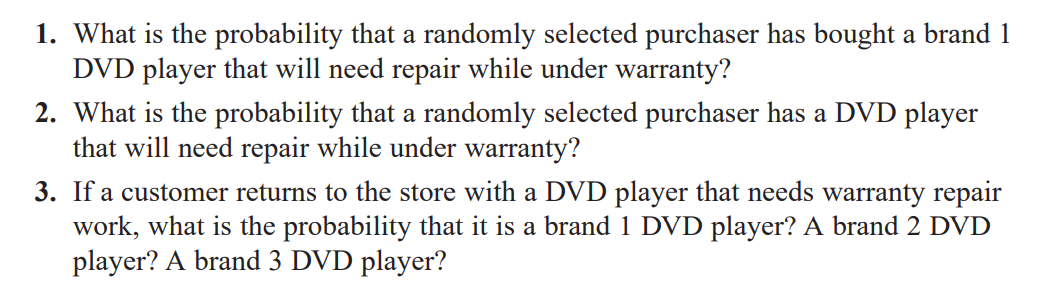 1. What is the probability that a randomly selected purchaser has bought a brand 1
DVD player that will need repair while under warranty?
2. What is the probability that a randomly selected purchaser has a DVD player
that will need repair while under warranty?
3. If a customer returns to the store with a DVD player that needs warranty repair
work, what is the probability that it is a brand 1 DVD player? A brand 2 DVD
player? A brand 3 DVD player?